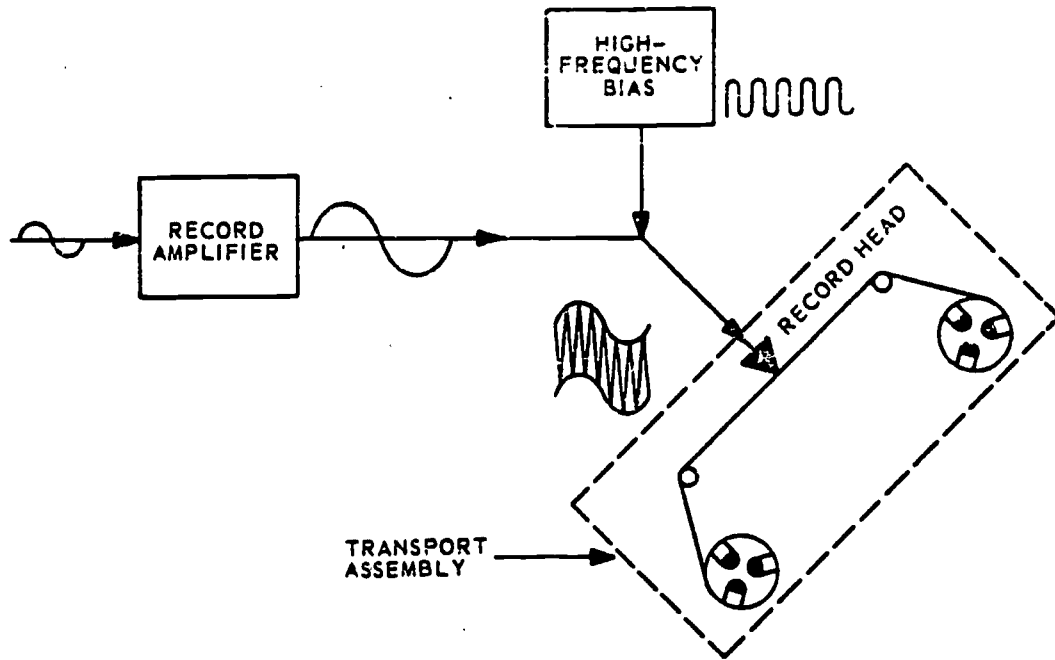 HIGH-
FREQUENCY
BIAS
RECORD
AMPLIFIER
RECORD HEAD
TRANSPORT
ASSEMBLY